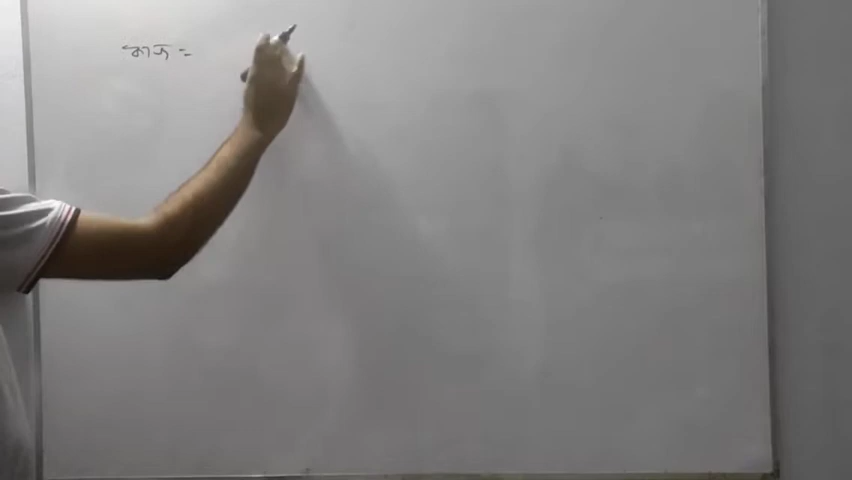 কাজ =